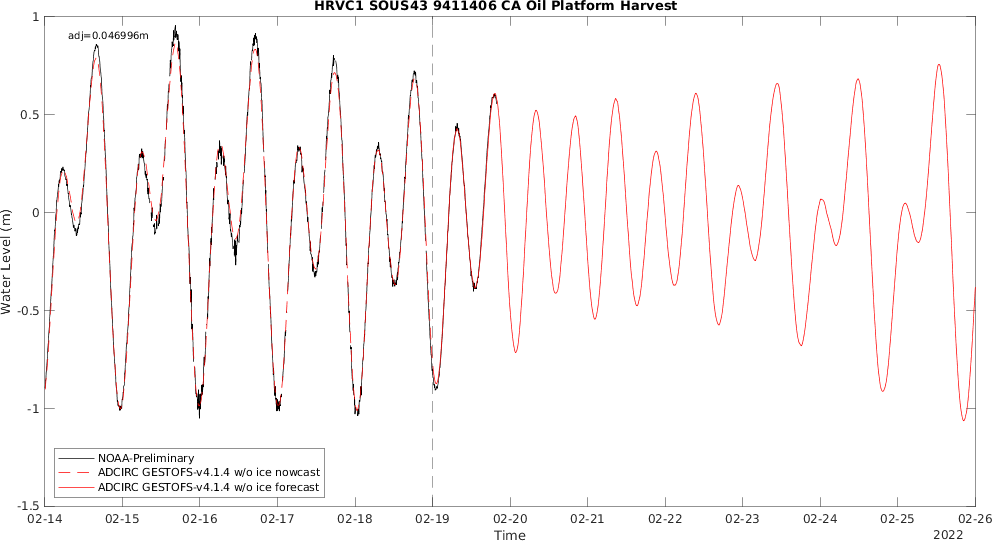 HRVC1 SOUS43 9411406 CA Oil Platform Harvest
adj=0.046996m
1
0.5
0
-0.5
-1
-1.5
Water Level (m)
NOAA-Preliminary
ADCIRC GESTOFS-v4.1.4 w/o ice nowcast
ADCIRC GESTOFS-v4.1.4 w/o ice forecast
02-14 02-15 02-16 02-17 02-18 02-19 02-20 02-21 02-22 02-23 02-24 02-25 02-26
Time
2022